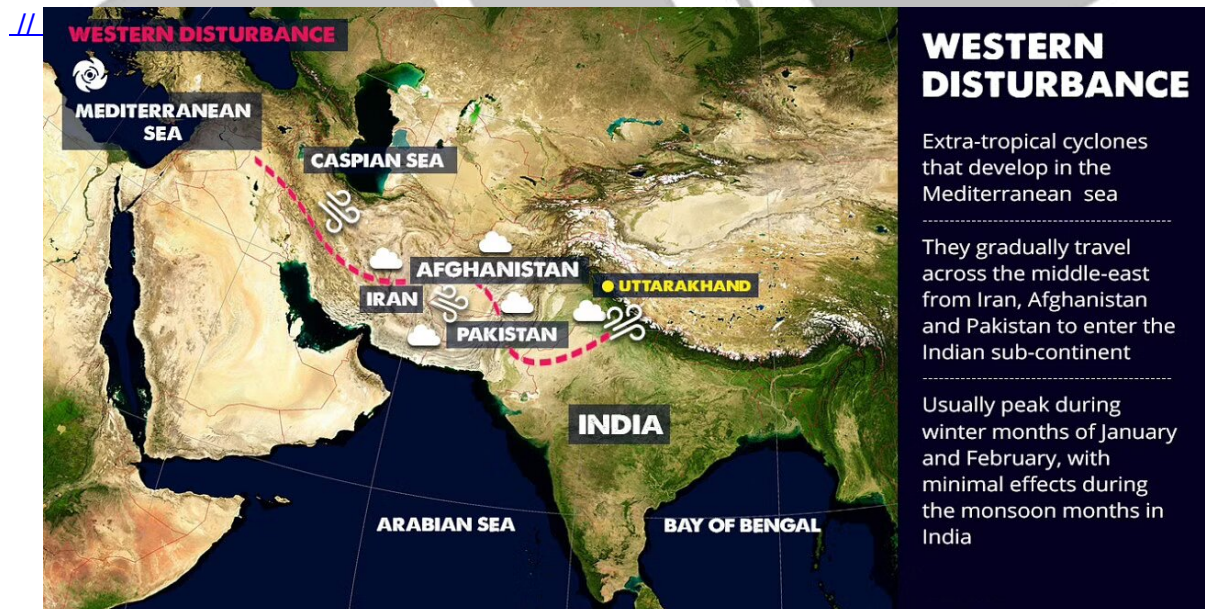 //
WESTERN DISTURBANCE
MEDITERRANEAN
SEA
CASPIAN SEA
AFGHANISTAN
IRAN
UTTARAKHAND
PAKISTAN
INDIA
ARABIAN SEA
BAY OF BENGAL
WESTERN
DISTURBANCE
Extra-tropical cyclones
that develop in the
Mediterranean sea
They gradually travel
across the middle-east
from Iran, Afghanistan
and Pakistan to enter the
Indian sub-continent
Usually peak during
winter months of January
and February, with
minimal effects during
the monsoon months in
India